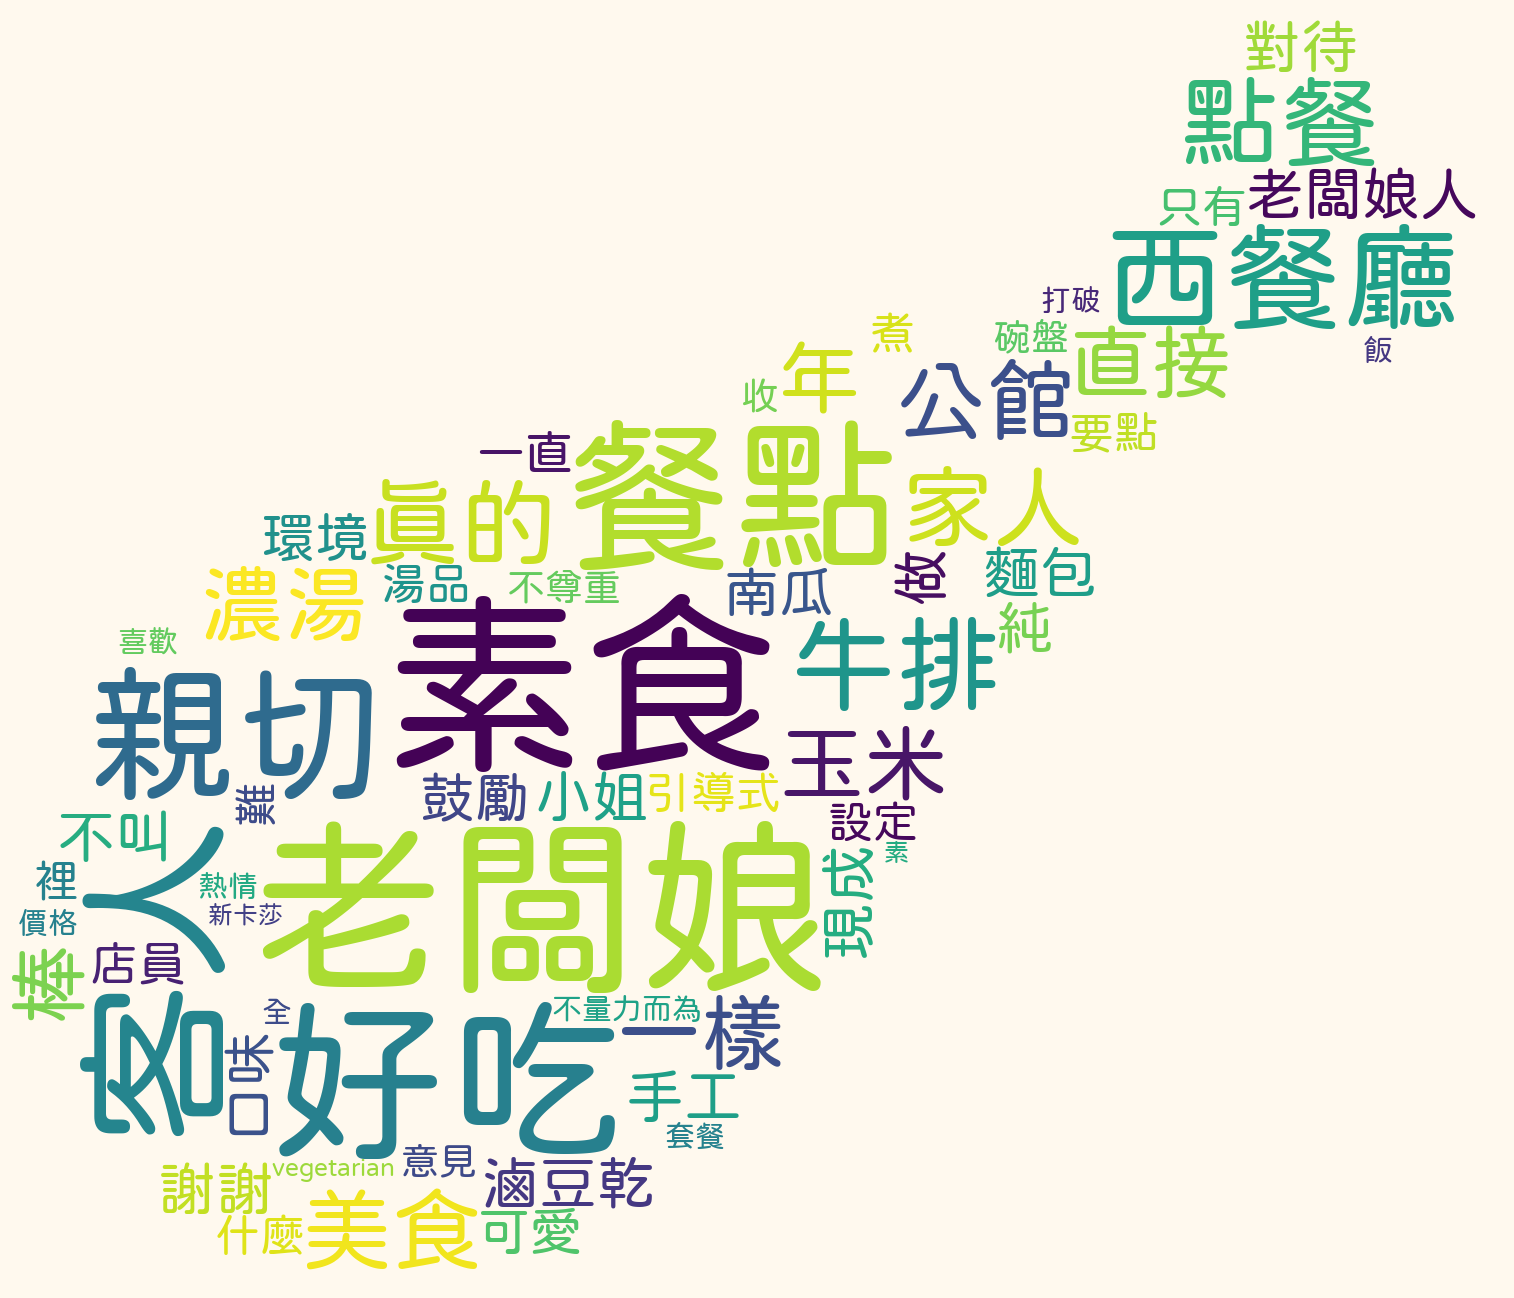 對待
點餐
只有
老闆娘人
西餐廳
打破
碗盤
直接
飯
煮
年
收
公館
要點
一直
餐點
真的
家人
環境
濃湯
湯品
不尊重
南瓜
做
麵包
純
喜歡
素食
牛排
親切
難
鼓勵
小姐
引導式
玉米
設定
素
不叫
裡
價格
熱情
新卡莎
老闆娘
現成
棒
店員
客人
全
口味
好吃
不量力而為
一樣
手工
套餐
謝謝
vegetarian
意見
滷豆乾
什麼
美食
可愛